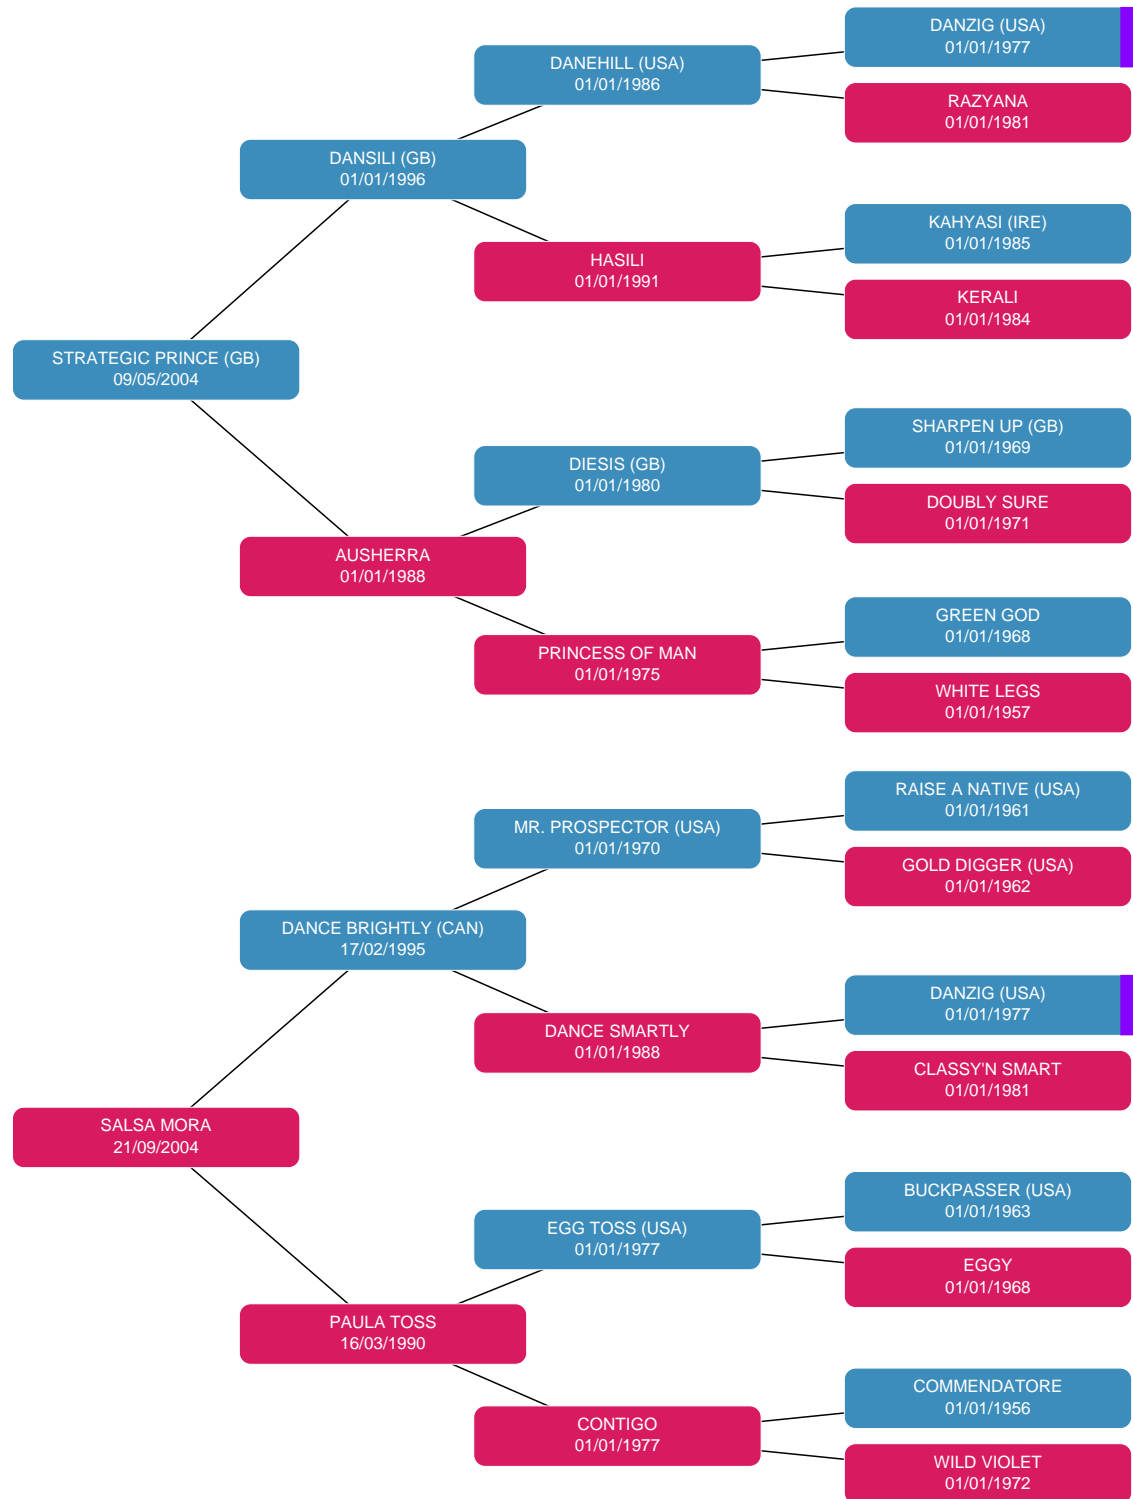 DANZIG (USA)
01/01/1977
DANEHILL (USA)
01/01/1986
RAZYANA
01/01/1981
DANSILI (GB)
01/01/1996
KAHYASI (IRE)
01/01/1985
HASILI
01/01/1991
KERALI
01/01/1984
STRATEGIC PRINCE (GB)
09/05/2004
SHARPEN UP (GB)
01/01/1969
DIESIS (GB)
01/01/1980
DOUBLY SURE
01/01/1971
AUSHERRA
01/01/1988
GREEN GOD
01/01/1968
PRINCESS OF MAN
01/01/1975
WHITE LEGS
01/01/1957
RAISE A NATIVE (USA)
01/01/1961
MR. PROSPECTOR (USA)
01/01/1970
GOLD DIGGER (USA)
01/01/1962
DANCE BRIGHTLY (CAN)
17/02/1995
DANZIG (USA)
01/01/1977
DANCE SMARTLY
01/01/1988
CLASSY'N SMART
01/01/1981
SALSA MORA
21/09/2004
BUCKPASSER (USA)
01/01/1963
EGG TOSS (USA)
01/01/1977
EGGY
01/01/1968
PAULA TOSS
16/03/1990
COMMENDATORE
01/01/1956
CONTIGO
01/01/1977
WILD VIOLET
01/01/1972